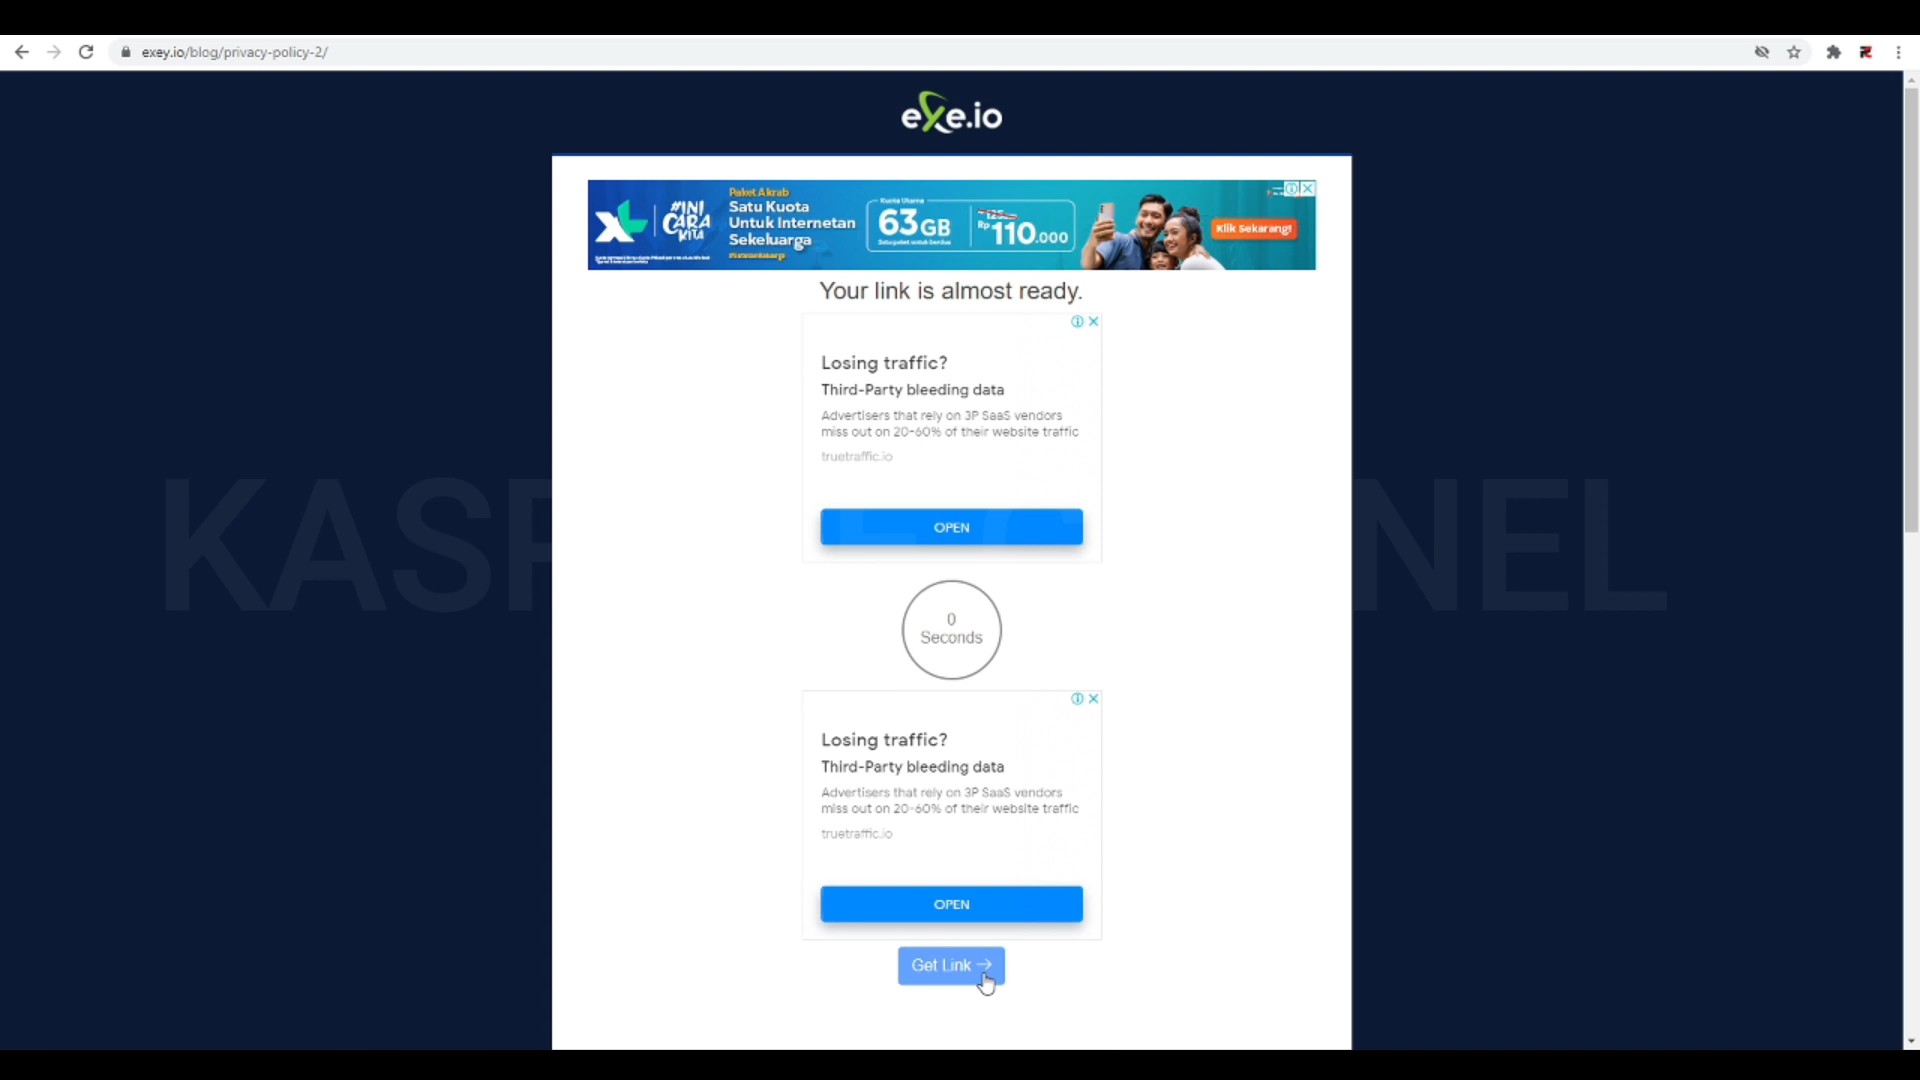 exey.io/blog/privacy-policy-2/
exe.io
XL
#INI
CARA
KITA
Paket Akrab
Satu Kuota
Untuk Internetan
Sekeluarga
Kuota Utama
63GB
Rp110.000
Klik Sekarang!
Your link is almost ready.
Losing traffic?
Third-Party bleeding data
Advertisers that rely on 3P SaaS vendors
miss out on 20-60% of their website traffic
truetraffic.io
OPEN
0
Seconds
Losing traffic?
Third-Party bleeding data
Advertisers that rely on 3P SaaS vendors
miss out on 20-60% of their website traffic
truetraffic.io
OPEN
Get Link →